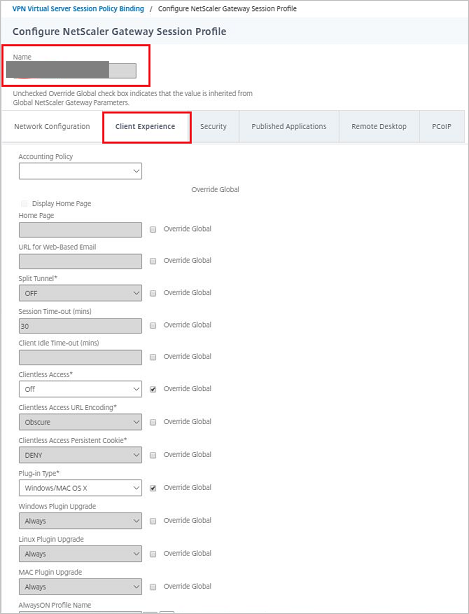 VPN Virtual Server Session Policy Binding / Configure NetScaler Gateway Session Profile
Configure NetScaler Gateway Session Profile
Name
Unchecked Override Global check box indicates that the value is inherited from
Global NetScaler Gateway Parameters.
Network Configuration Client Experience Security Published Applications Remote Desktop PCoIP
Accounting Policy
Override Global
Display Home Page
Home Page
Override Global
URL for Web-Based Email
Override Global
Split Tunnel*
OFF Override Global
Session Time-out (mins)
30 Override Global
Client Idle Time-out (mins)
Override Global
Clientless Access*
Off Override Global
Clientless Access URL Encoding*
Obscure Override Global
Clientless Access Persistent Cookie*
DENY Override Global
Plug-in Type*
Windows/MAC OS X Override Global
Windows Plugin Upgrade
Always Override Global
Linux Plugin Upgrade
Always Override Global
MAC Plugin Upgrade
Always Override Global
AlwaysON Profile Name